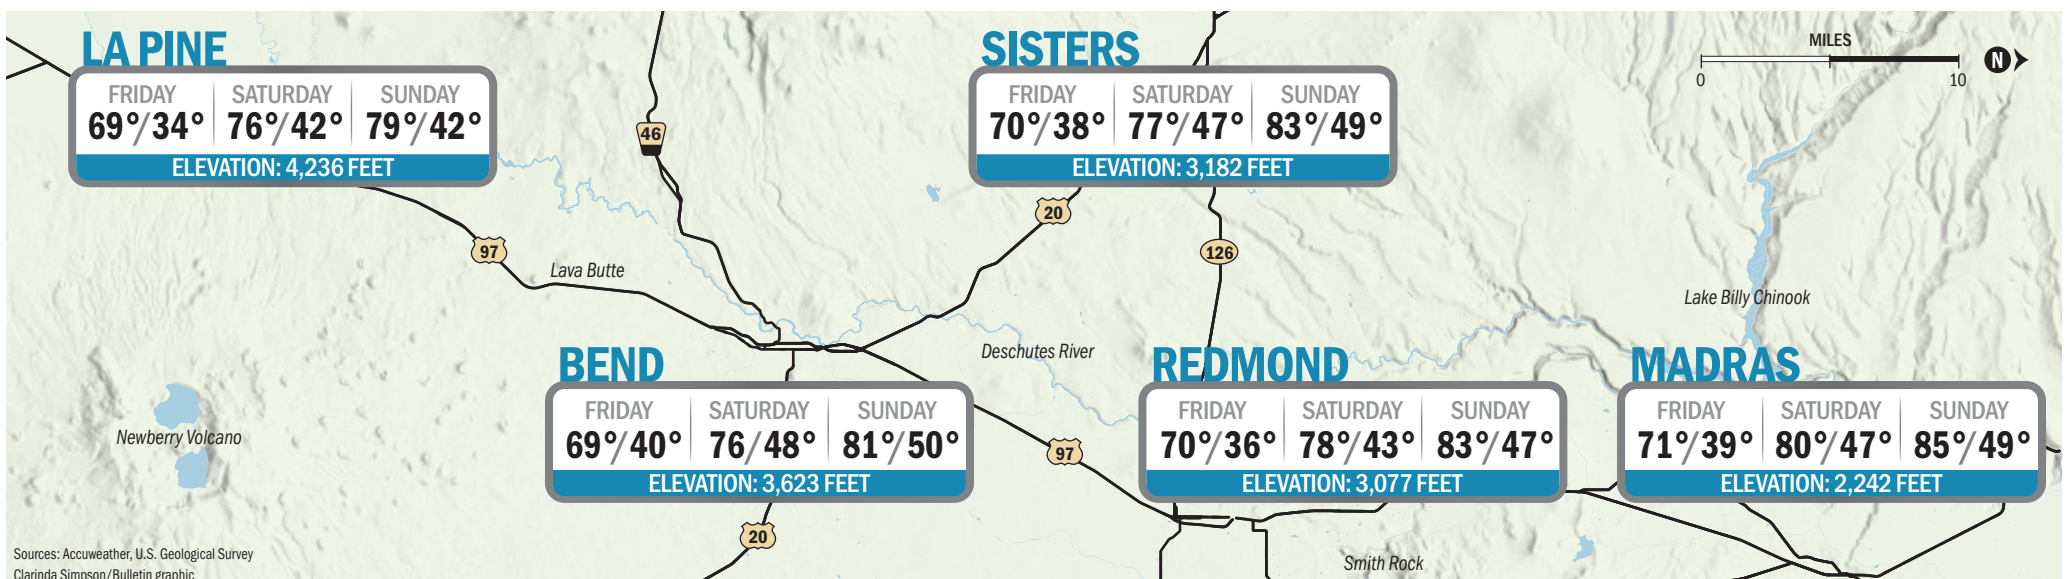 LA PINE
FRIDAY SATURDAY SUNDAY
69°/34° 76°/42° 79°/42°
ELEVATION: 4,236 FEET
46
SISTERS
FRIDAY SATURDAY SUNDAY
70°/38° 77°/47° 83°/49°
ELEVATION: 3,182 FEET
MILES
0 10
N
97
Lava Butte
20
126
Lake Billy Chinook
Deschutes River
Newberry Volcano
BEND
FRIDAY SATURDAY SUNDAY
69°/40° 76/48° 81°/50°
ELEVATION: 3,623 FEET
97
20
REDMOND
FRIDAY SATURDAY SUNDAY
70°/36° 78°/43° 83°/47°
ELEVATION: 3,077 FEET
MADRAS
FRIDAY SATURDAY SUNDAY
71°/39° 80°/47° 85°/49°
ELEVATION: 2,242 FEET
Smith Rock
Sources: Accuweather, U.S. Geological Survey
Clarinda Simpson/Bulletin graphic